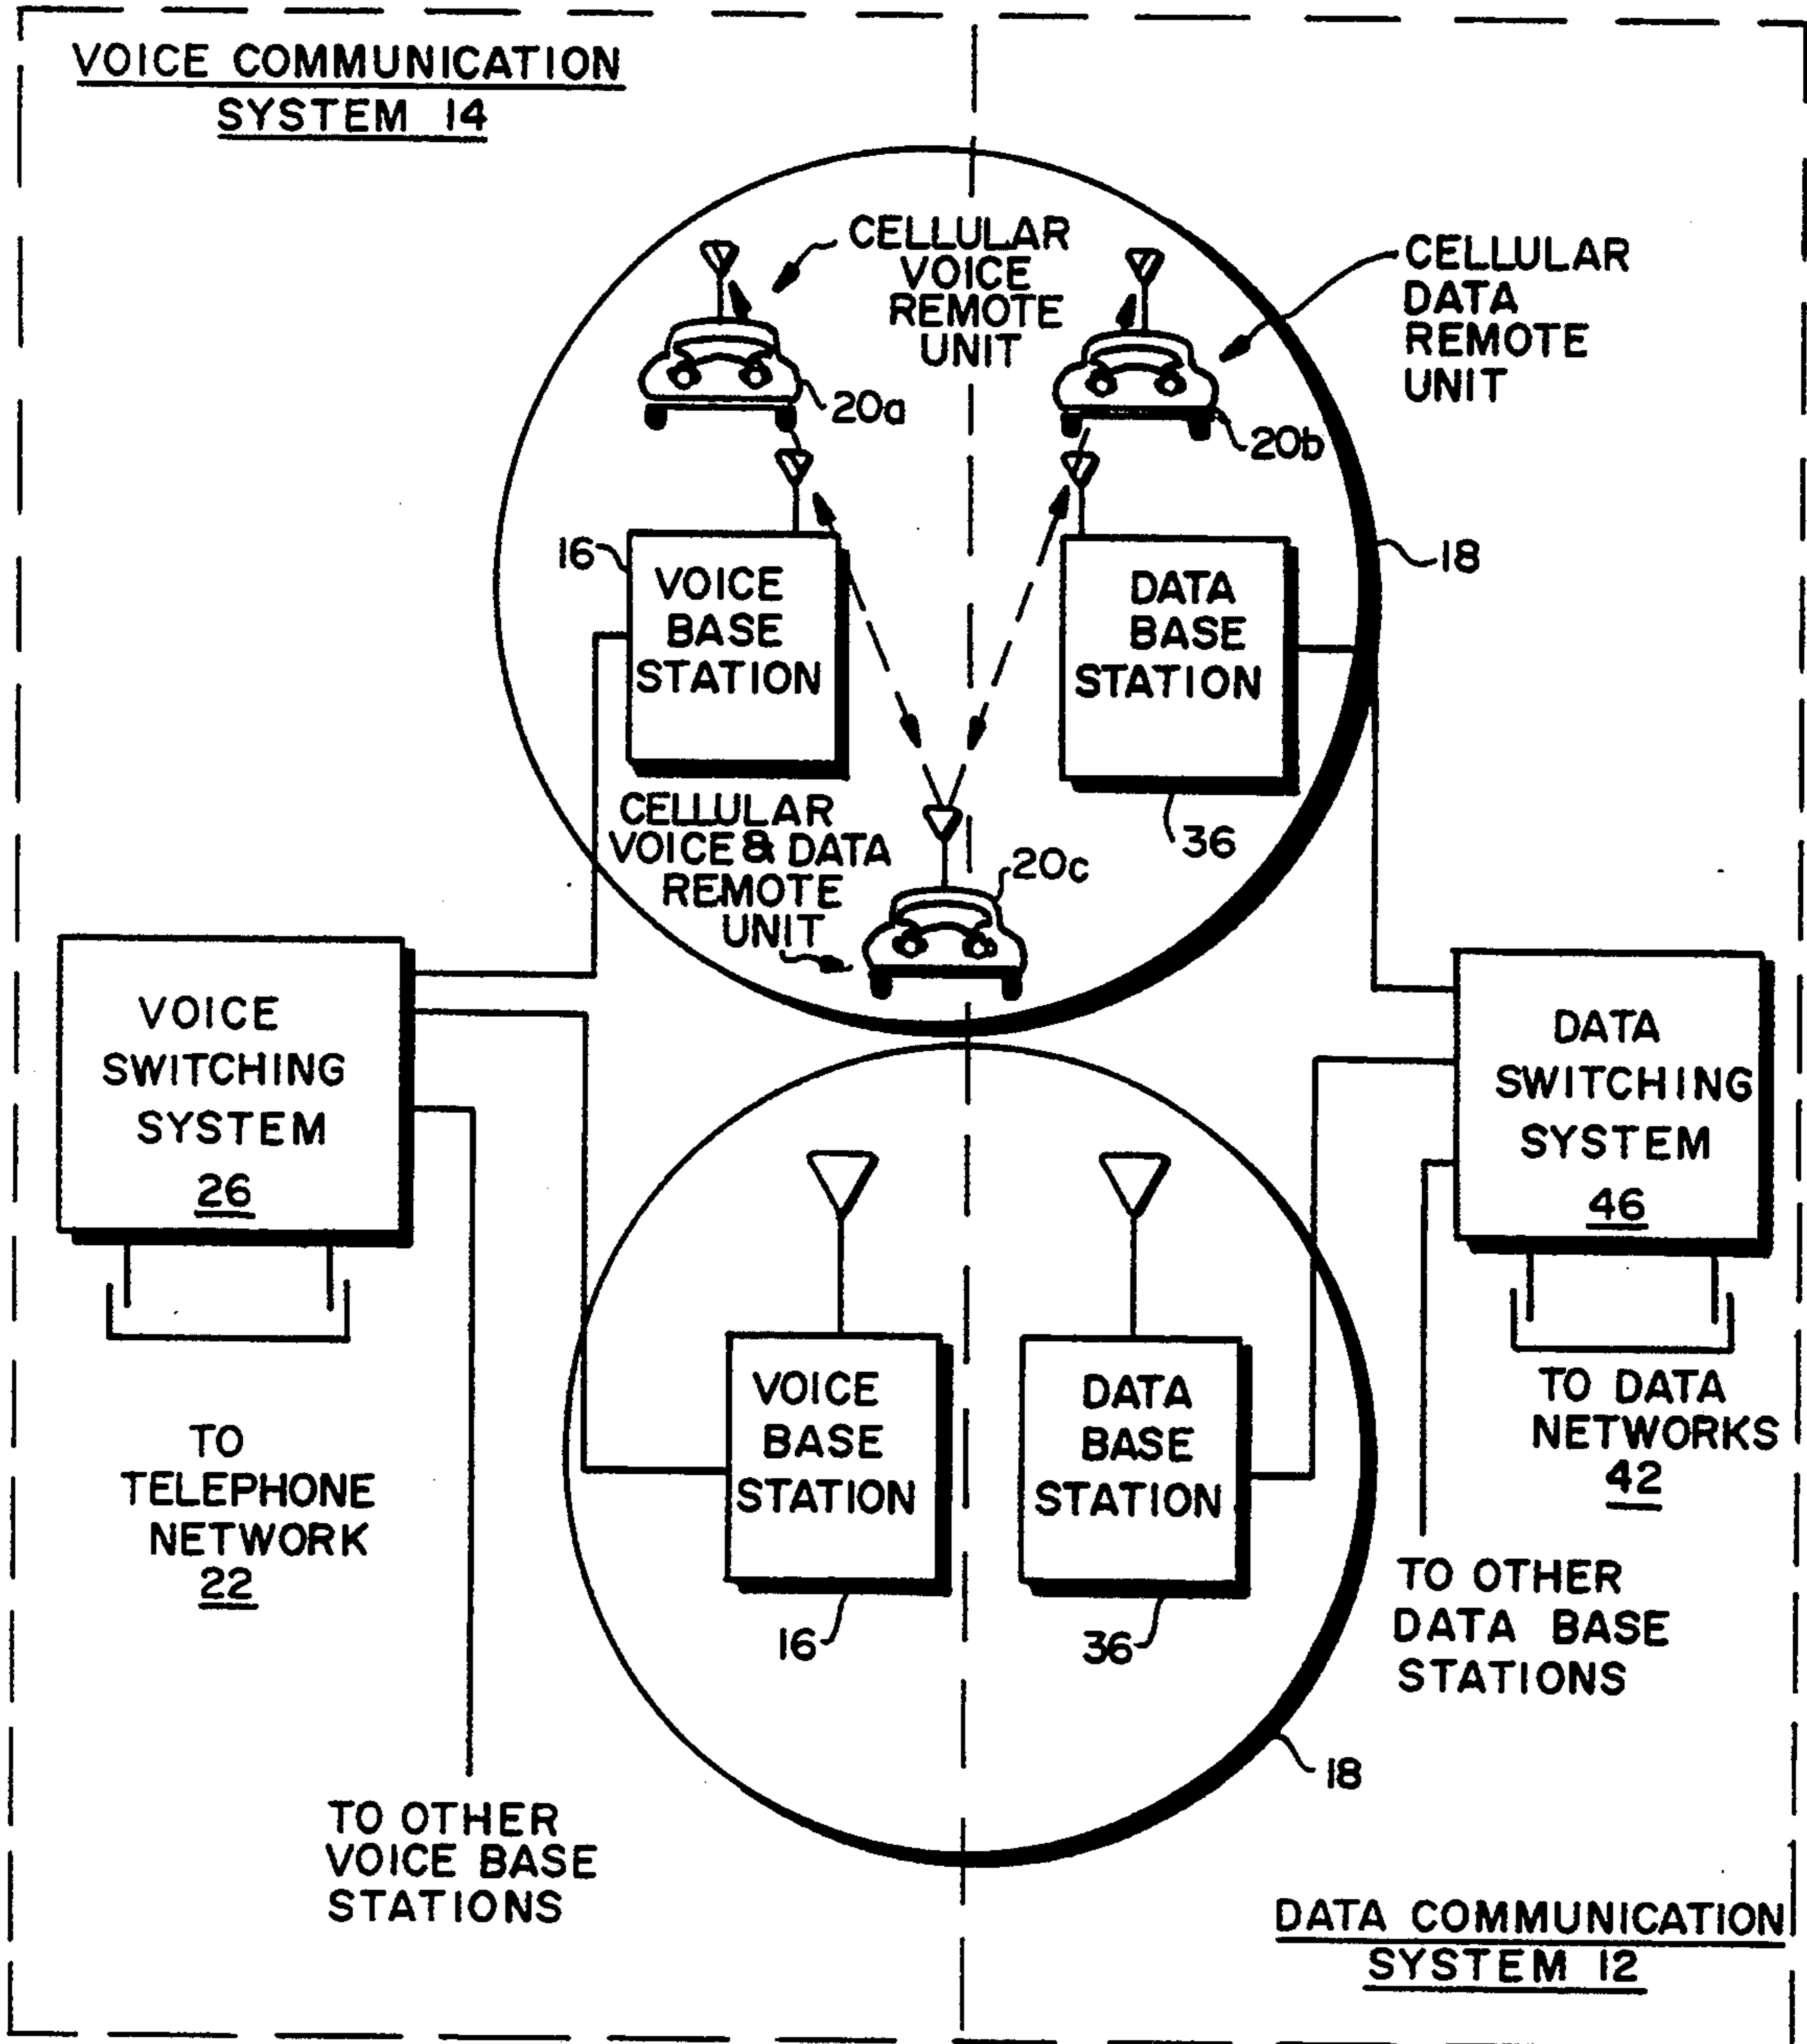 VOICE COMMUNICATION
SYSTEM 14
CELLULAR
VOICE
REMOTE
UNIT
CELLULAR
DATA
REMOTE
UNIT
20a
20b
16
VOICE
BASE
STATION
DATA
BASE
STATION
18
36
CELLULAR
VOICE & DATA
REMOTE
UNIT
20c
VOICE
SWITCHING
SYSTEM
26
DATA
SWITCHING
SYSTEM
46
TO
TELEPHONE
NETWORK
22
VOICE
BASE
STATION
16
DATA
BASE
STATION
36
TO DATA
NETWORKS
42
TO OTHER
DATA BASE
STATIONS
18
TO OTHER
VOICE BASE
STATIONS
DATA COMMUNICATION
SYSTEM 12